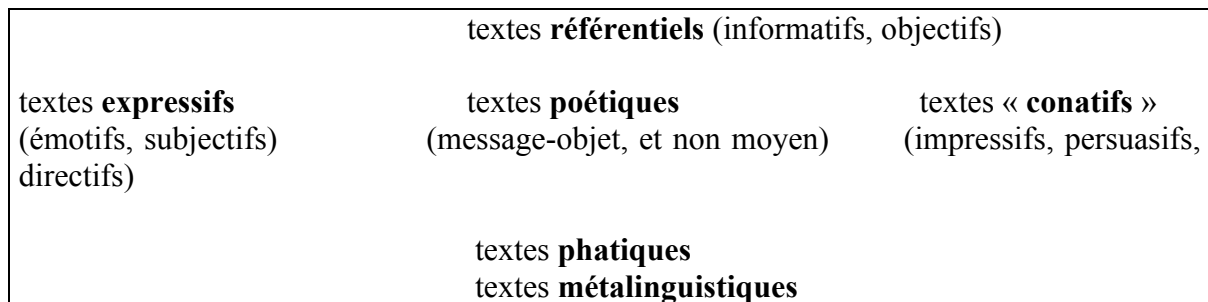 textes référentiels (informatifs, objectifs)
textes expressifs textes poétiques textes « conatifs »
(émotifs, subjectifs) (message-objet, et non moyen) (impressifs, persuasifs,
directifs)
textes phatiques
textes métalinguistiques